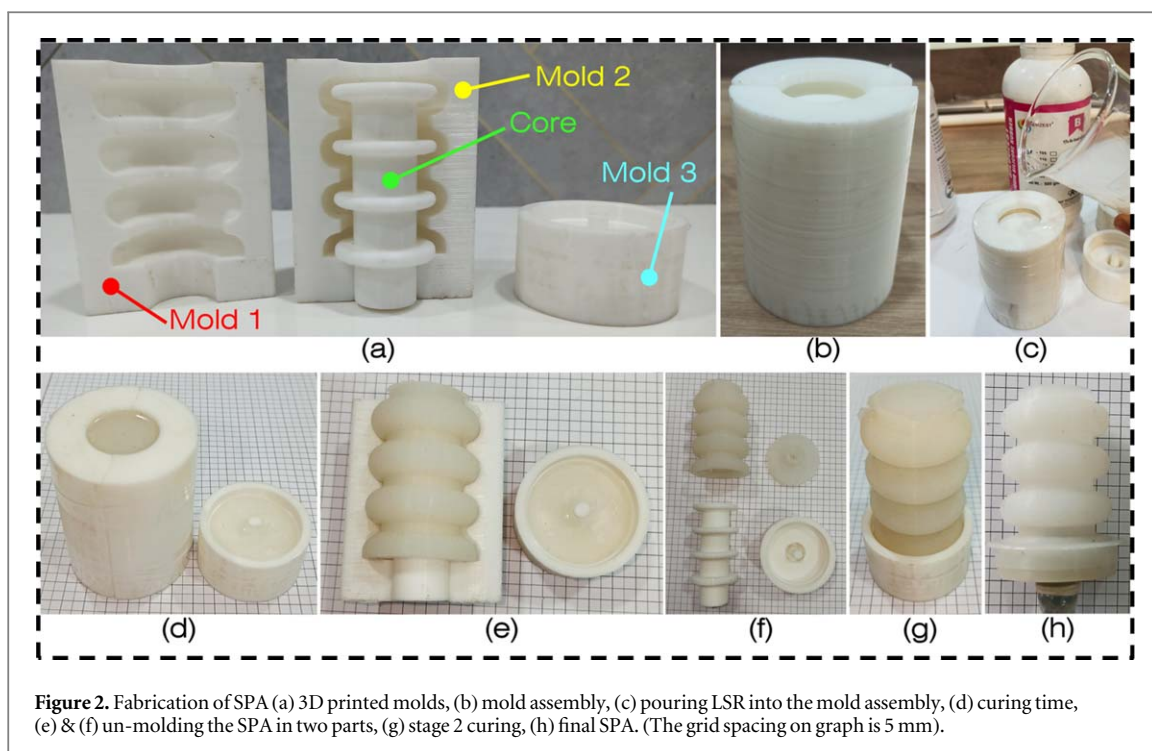 Mold 2
Core
Mold 3
Mold 1
(a)
(b)
(c)
B
(d)
(e)
(f)
(g)
(h)
Figure 2. Fabrication of SPA (a) 3D printed molds, (b) mold assembly, (c) pouring LSR into the mold assembly, (d) curing time,
(e) & (f) un-molding the SPA in two parts, (g) stage 2 curing, (h) final SPA. (The grid spacing on graph is 5 mm).